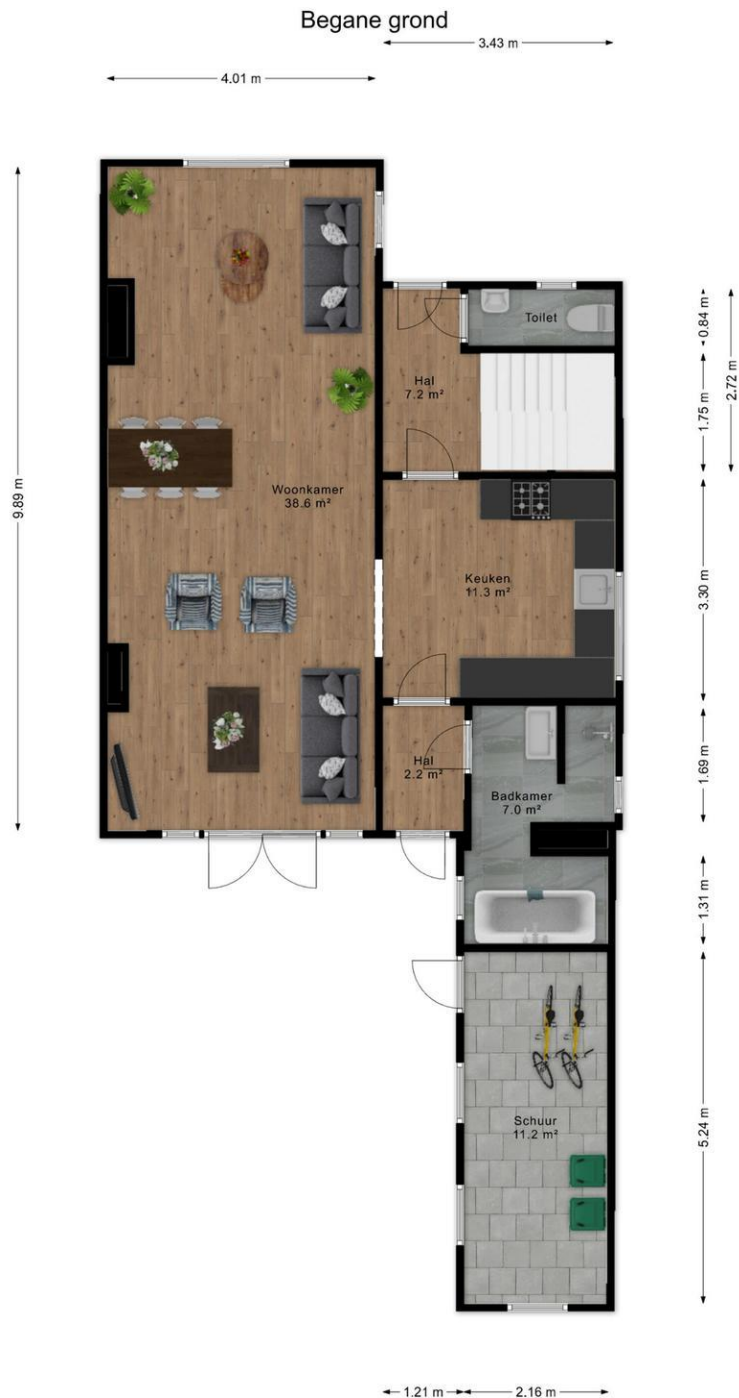 Begane grond
3.43 m
4.01 m
9.89 m
Toilet
0.84 m
2.72 m
Hal
7.2 m²
1.75 m
Woonkamer
38.6 m²
Keuken
11.3 m²
3.30 m
Hal
2.2 m²
Badkamer
7.0 m²
1.69 m
1.31 m
Schuur
11.2 m²
5.24 m
1.21 m
2.16 m